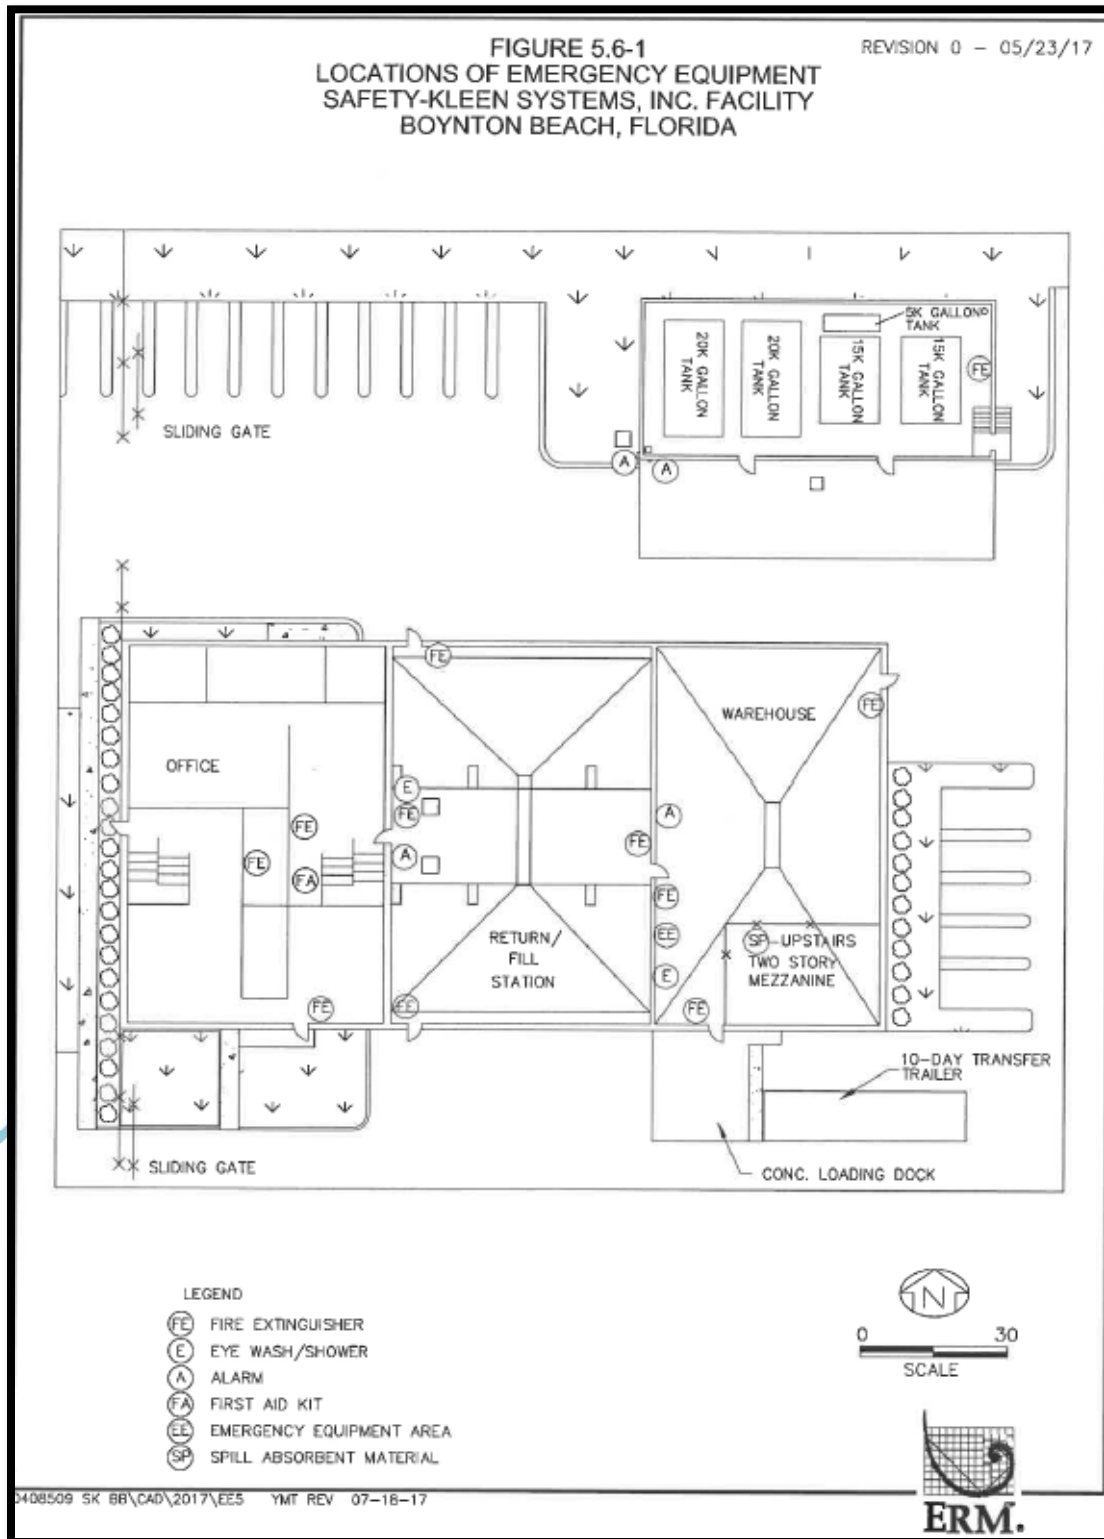 FIGURE 5.6-1
LOCATIONS OF EMERGENCY EQUIPMENT
SAFETY-KLEEN SYSTEMS, INC. FACILITY
BOYNTON BEACH, FLORIDA
REVISION 0 - 05/23/17
5K GALLON
TANK
20K GALLON
TANK
20K GALLON
TANK
15K GALLON
TANK
15K GALLON
TANK
FE
SLIDING GATE
A
A
FE
WAREHOUSE
FE
OFFICE
E
FE
A
FE
FE
FE
A
FE
FA
FE
EE
E
RETURN/
FILL
STATION
SP-UPSTAIRS
TWO STORY
MEZZANINE
FE
FE
10-DAY TRANSFER
TRAILER
SLIDING GATE
CONC. LOADING DOCK
LEGEND
FE FIRE EXTINGUISHER
E EYE WASH/SHOWER
A ALARM
FA FIRST AID KIT
EE EMERGENCY EQUIPMENT AREA
SP SPILL ABSORBENT MATERIAL
N
0 30
SCALE
0408509 SK BB\CAD\2017\EE5 YMT REV 07-18-17
ERM.